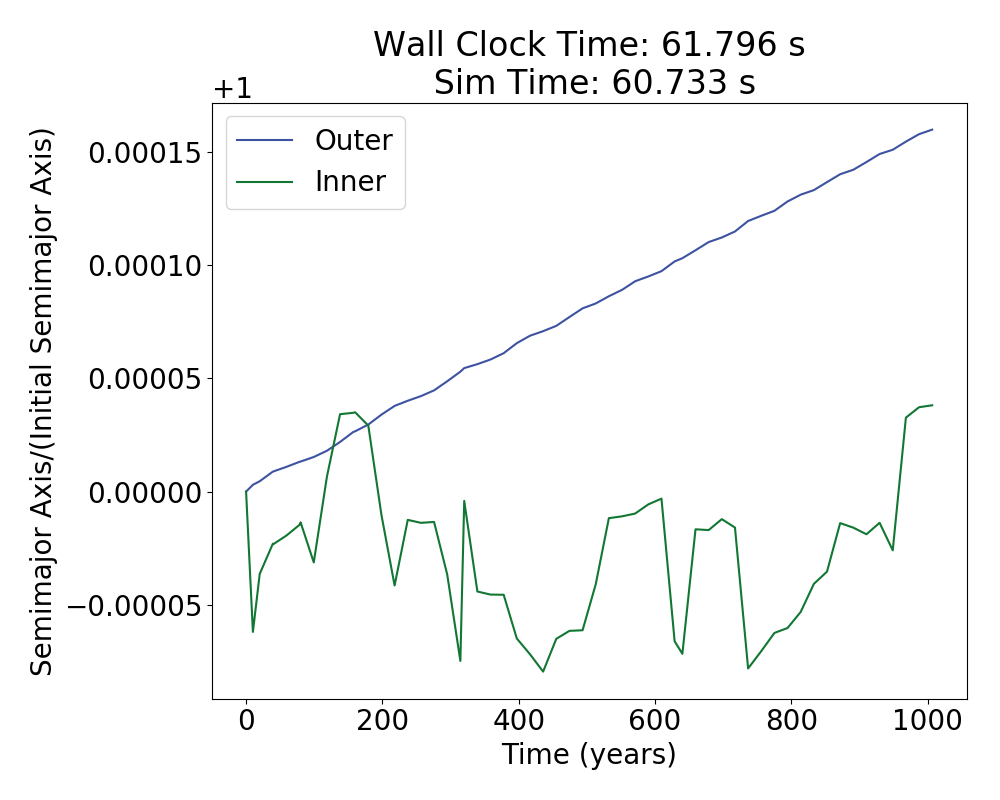 Wall Clock Time: 61.796 s
Sim Time: 60.733 s
+1
Outer
Inner
Semimajor Axis/(Initial Semimajor Axis)
0.00015
0.00010
0.00005
0.00000
−0.00005
0 200 400 600 800 1000
Time (years)